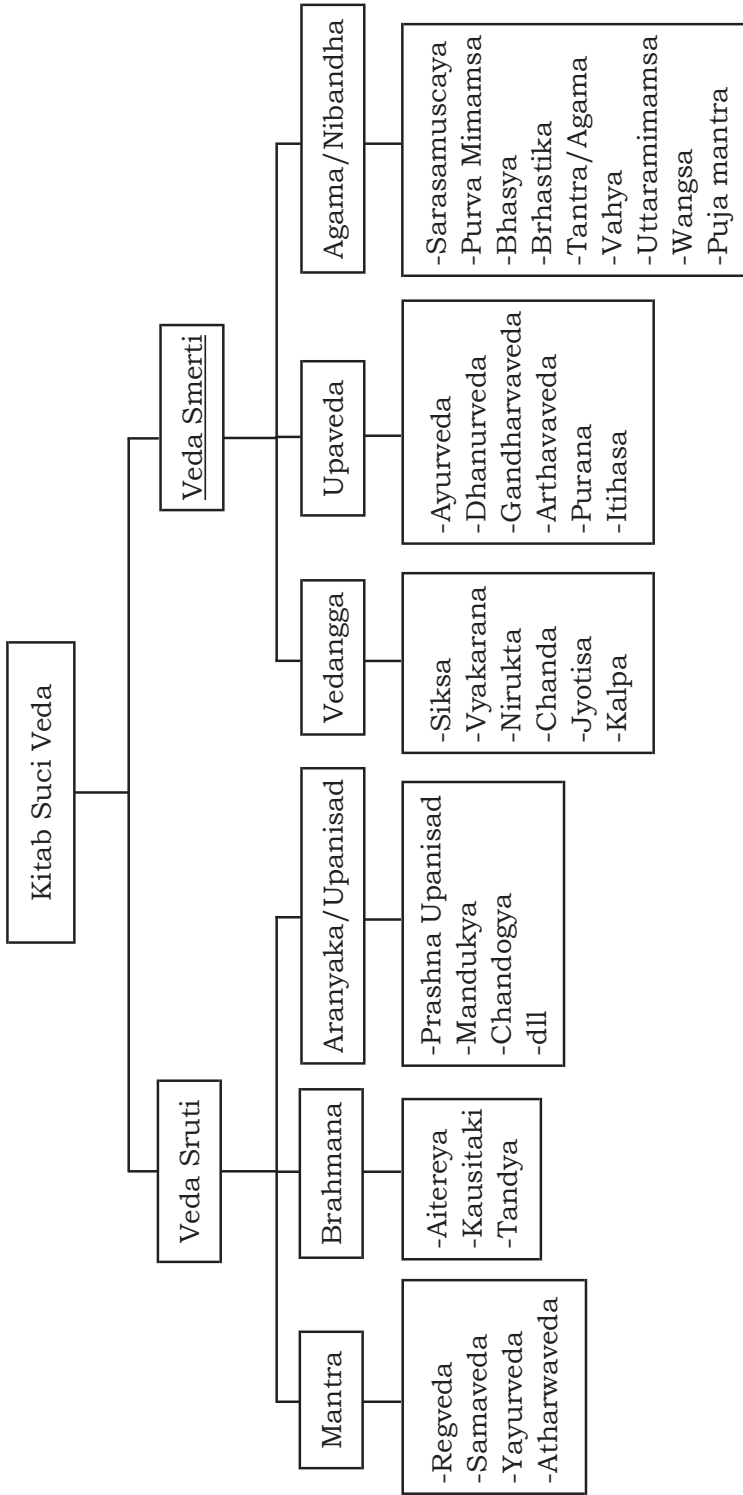 Kitab Suci Veda
Veda Sruti
Veda Smerti
Mantra
Brahmana
Aranyaka/Upanisad
Vedangga
Upaveda
Agama/Nibandha
-Regveda
-Samaveda
-Yayurveda
-Atharwaveda
-Aitereya
-Kausitaki
-Tandya
-Prashna Upanisad
-Mandukya
-Chandogya
-dll
-Siksa
-Vyakarana
-Nirukta
-Chanda
-Jyotisa
-Kalpa
-Ayurveda
-Dhanurveda
-Gandharvaveda
-Arthavaveda
-Purana
-Itihasa
-Sarasamuscaya
-Purva Mimamsa
-Bhasya
-Brhastika
-Tantra/Agama
-Vahya
-Uttaramimamsa
-Wangsa
-Puja mantra